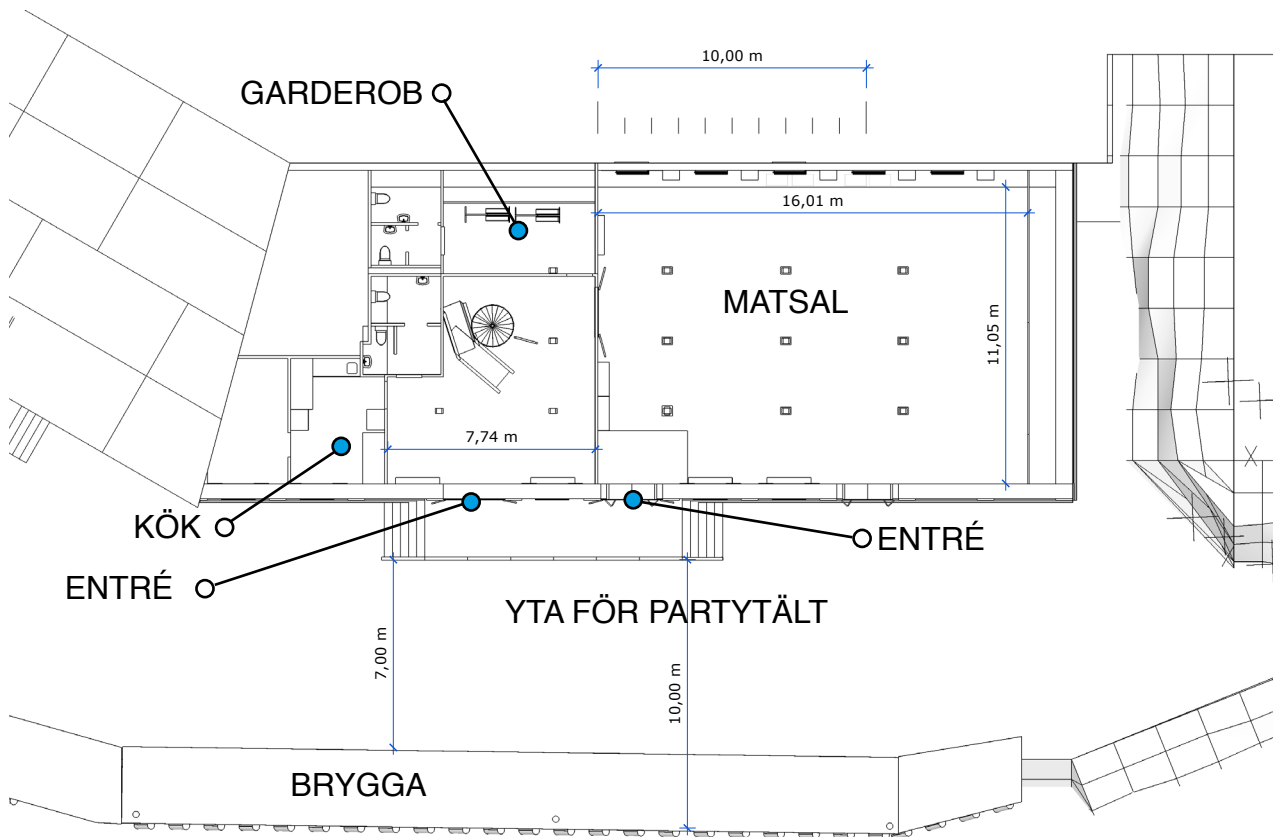 10,00 m
GARDEROB
16,01 m
MATSAL
11,05 m
7,74 m
KÖK
ENTRÉ
ENTRÉ
YTA FÖR PARTYTÄLT
7,00 m
10,00 m
BRYGGA